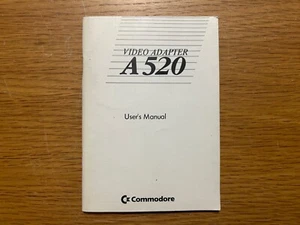 VIDEO ADAPTER
A520
User's Manual
Commodore